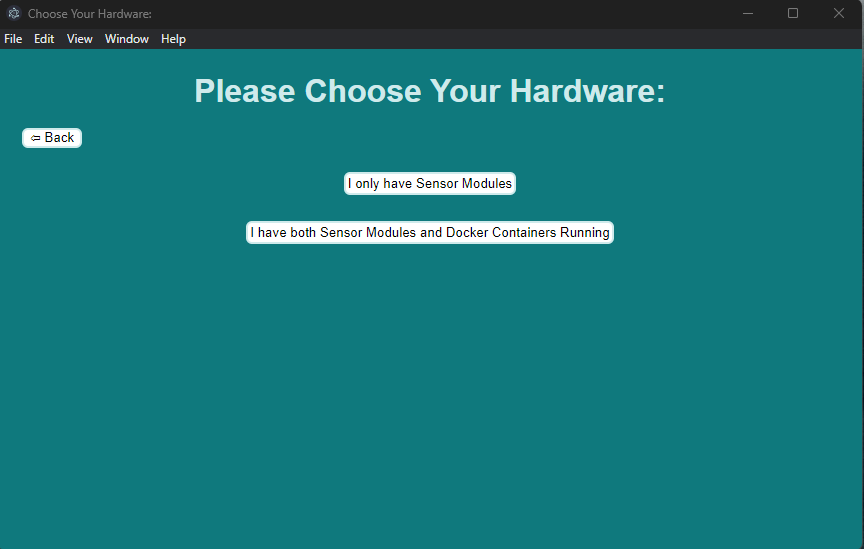 Choose Your Hardware:
File Edit View Window Help
Please Choose Your Hardware:
⇦ Back
I only have Sensor Modules
I have both Sensor Modules and Docker Containers Running